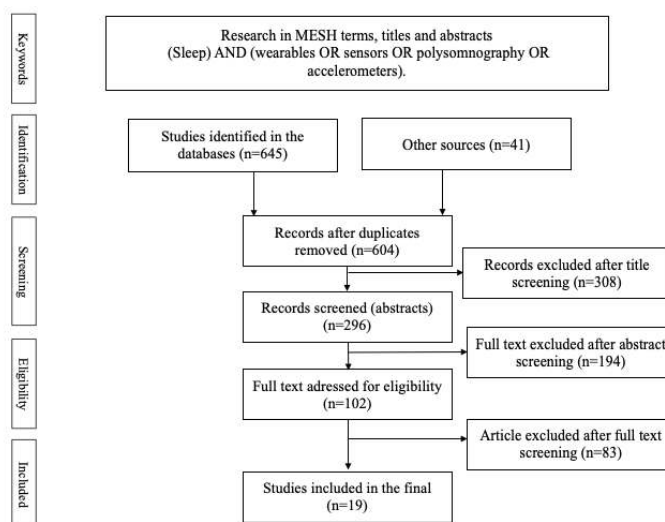 Keywords
Research in MESH terms, titles and abstracts
(Sleep) AND (wearables OR sensors OR polysomnography OR
accelerometers).
Identification
Studies identified in the
databases (n=645)
Other sources (n=41)
Screening
Records after duplicates
removed (n=604)
Records excluded after title
screening (n=308)
Records screened (abstracts)
(n=296)
Eligibility
Full text excluded after abstract
screening (n=194)
Full text adressed for eligibility
(n=102)
Included
Article excluded after full text
screening (n=83)
Studies included in the final
(n=19)